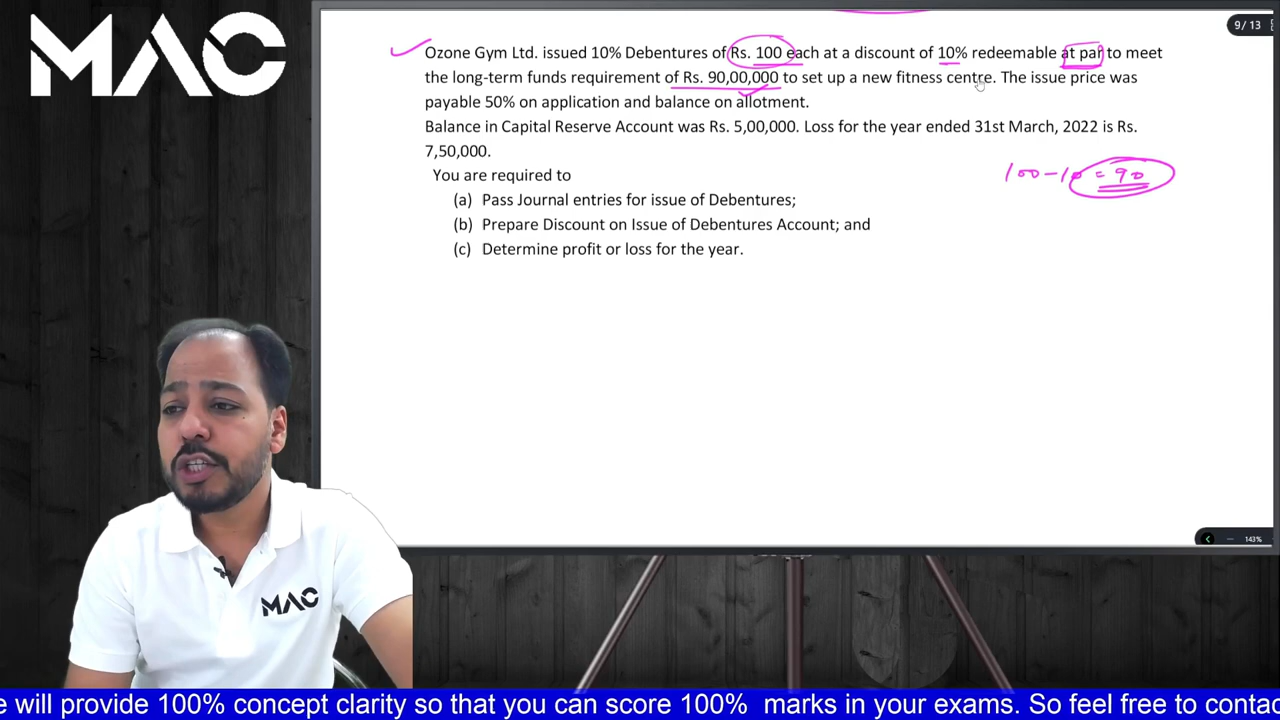 MAC
9/13
Ozone Gym Ltd. issued 10% Debentures of Rs. 100 each at a discount of 10% redeemable at par to meet
the long-term funds requirement of Rs. 90,00,000 to set up a new fitness centre. The issue price was
payable 50% on application and balance on allotment.
Balance in Capital Reserve Account was Rs. 5,00,000. Loss for the year ended 31st March, 2022 is Rs.
7,50,000.
You are required to
100 - 10 = 90
(a) Pass Journal entries for issue of Debentures;
(b) Prepare Discount on Issue of Debentures Account; and
(c) Determine profit or loss for the year.
143%
MAC
e will provide 100% concept clarity so that you can score 100% marks in your exams. So feel free to contac